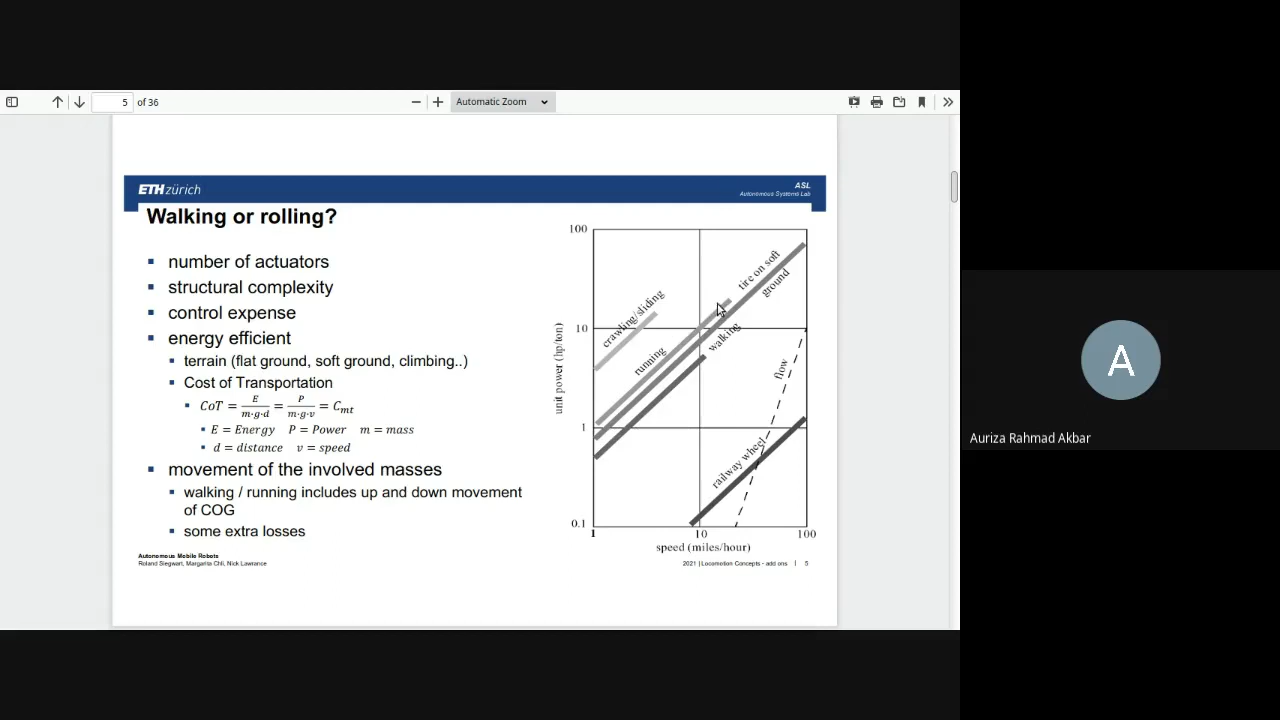 5 of 36
Automatic Zoom
ETH zürich
ASL
Autonomous Systems Lab
Walking or rolling?
▪ number of actuators
▪ structural complexity
▪ control expense
▪ energy efficient
▪ terrain (flat ground, soft ground, climbing..)
▪ Cost of Transportation
▪ CoT = E/(m·g·d) = P/(m·g·v) = C_mt
▪ E = Energy P = Power m = mass
▪ d = distance v = speed
▪ movement of the involved masses
▪ walking / running includes up and down movement
of COG
▪ some extra losses
100
10
1
0.1
unit power (hp/ton)
crawling/sliding
running
tire on soft
ground
walking
flow
railway wheel
1
10
100
speed (miles/hour)
Autonomous Mobile Robots
Roland Siegwart, Margarita Chli, Nick Lawrance
2021 | Locomotion Concepts - add ons | 5
A
Auriza Rahmad Akbar